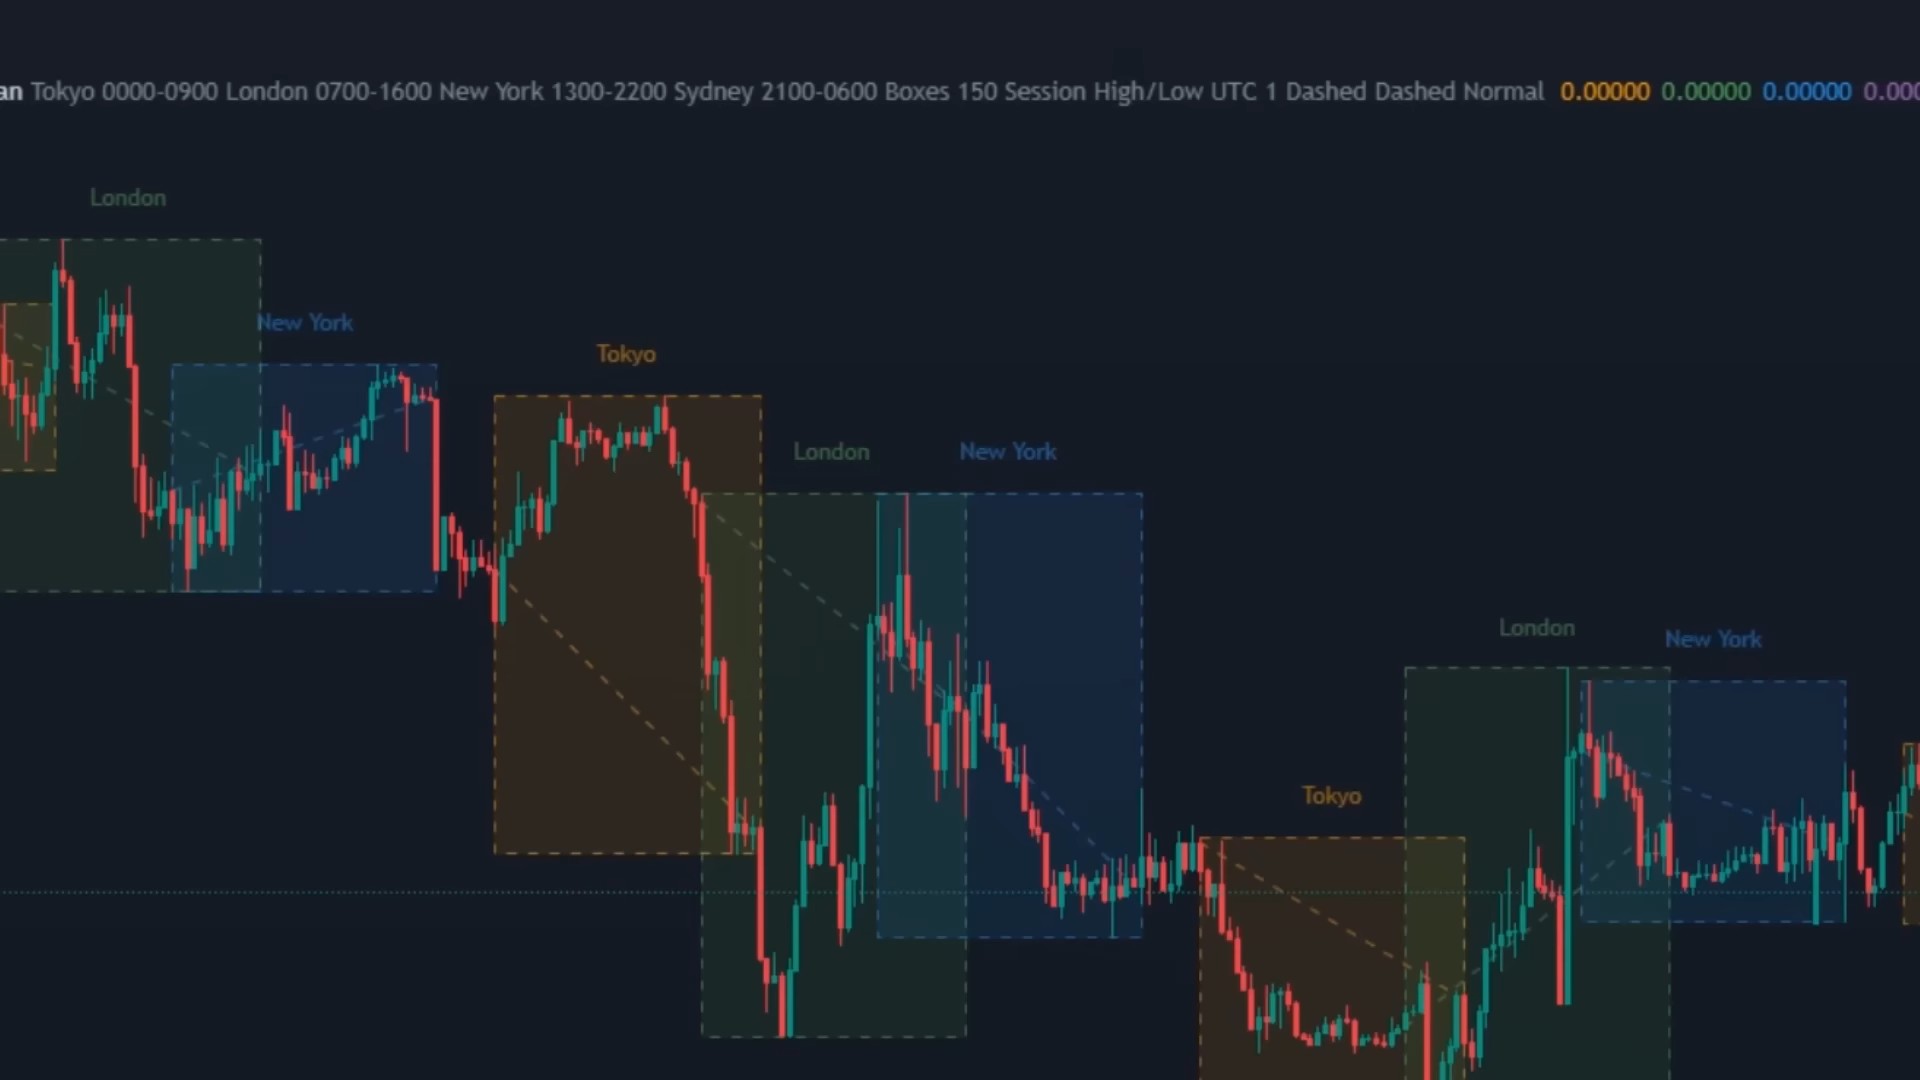 an Tokyo 0000-0900 London 0700-1600 New York 1300-2200 Sydney 2100-0600 Boxes 150 Session High/Low UTC 1 Dashed Dashed Normal 0.00000 0.00000 0.00000 0.000
London
New York
Tokyo
London New York
London
New York
Tokyo